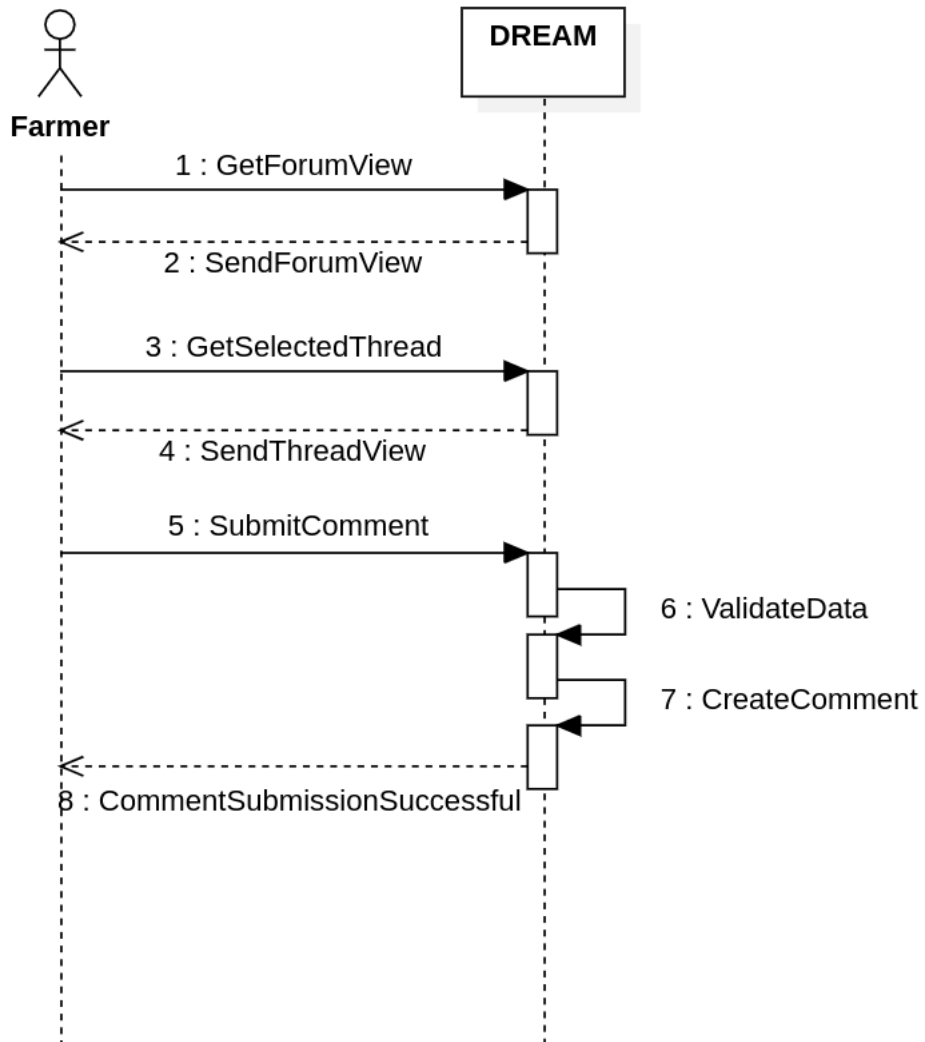 DREAM
Farmer
1 : GetForumView
2 : SendForumView
3 : GetSelectedThread
4 : SendThreadView
5 : SubmitComment
6 : ValidateData
7 : CreateComment
8 : CommentSubmissionSuccessful